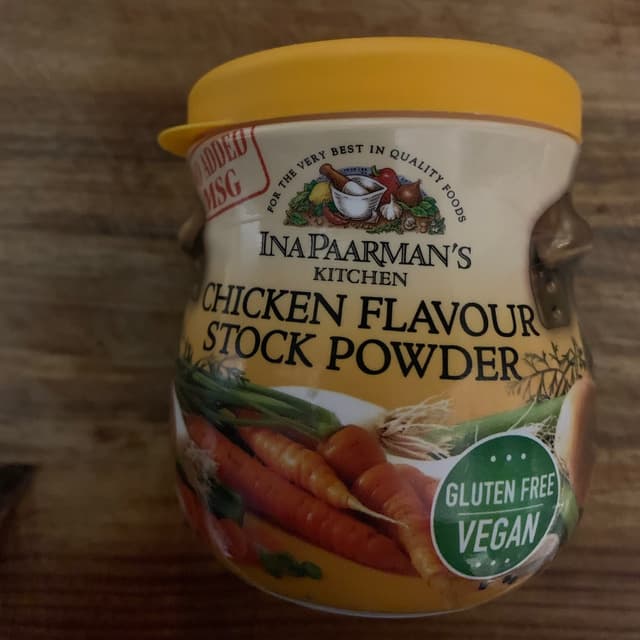 ADDED
MSG
FOR THE VERY BEST IN QUALITY FOODS
INA PAARMAN'S
KITCHEN
CHICKEN FLAVOUR
STOCK POWDER
GLUTEN FREE
VEGAN